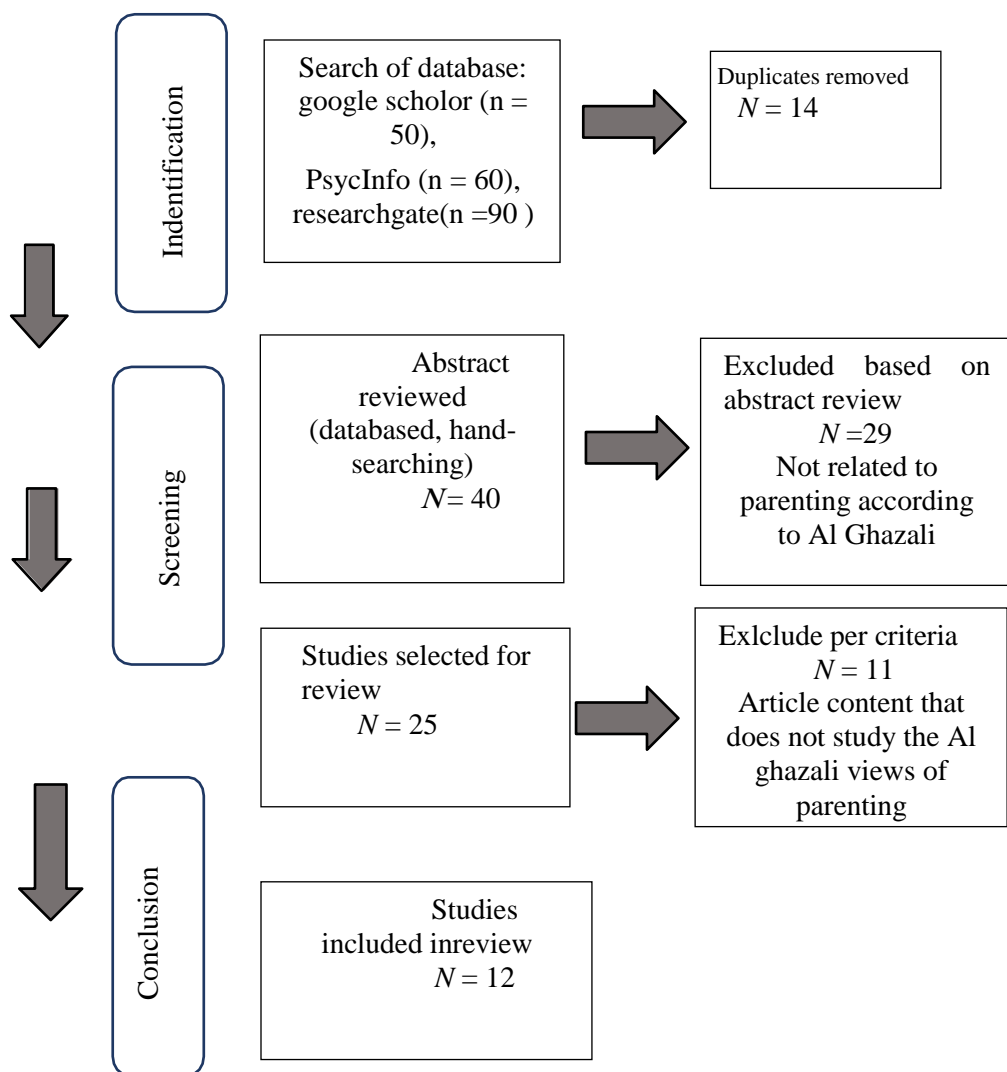 Indentification
Search of database:
google scholor (n =
50),
PsycInfo (n = 60),
researchgate(n =90 )
Duplicates removed
N = 14
Screening
Abstract
reviewed
(databased, hand-
searching)
N= 40
Excluded based on
abstract review
N =29
Not related to
parenting according
to Al Ghazali
Studies selected for
review
N = 25
Exlclude per criteria
N = 11
Article content that
does not study the Al
ghazali views of
parenting
Conclusion
Studies
included inreview
N = 12